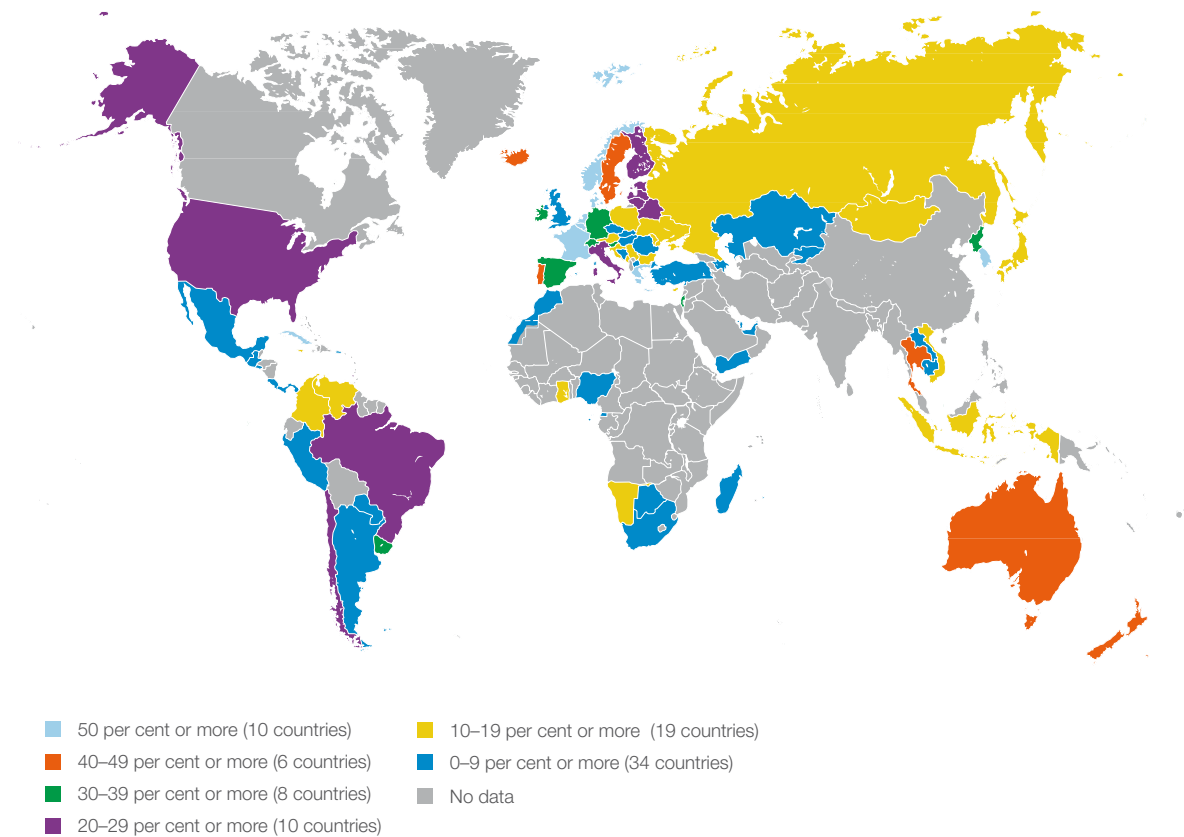 50 per cent or more (10 countries)
40–49 per cent or more (6 countries)
30–39 per cent or more (8 countries)
20–29 per cent or more (10 countries)
10–19 per cent or more  (19 countries)
0–9 per cent or more (34 countries)
No data